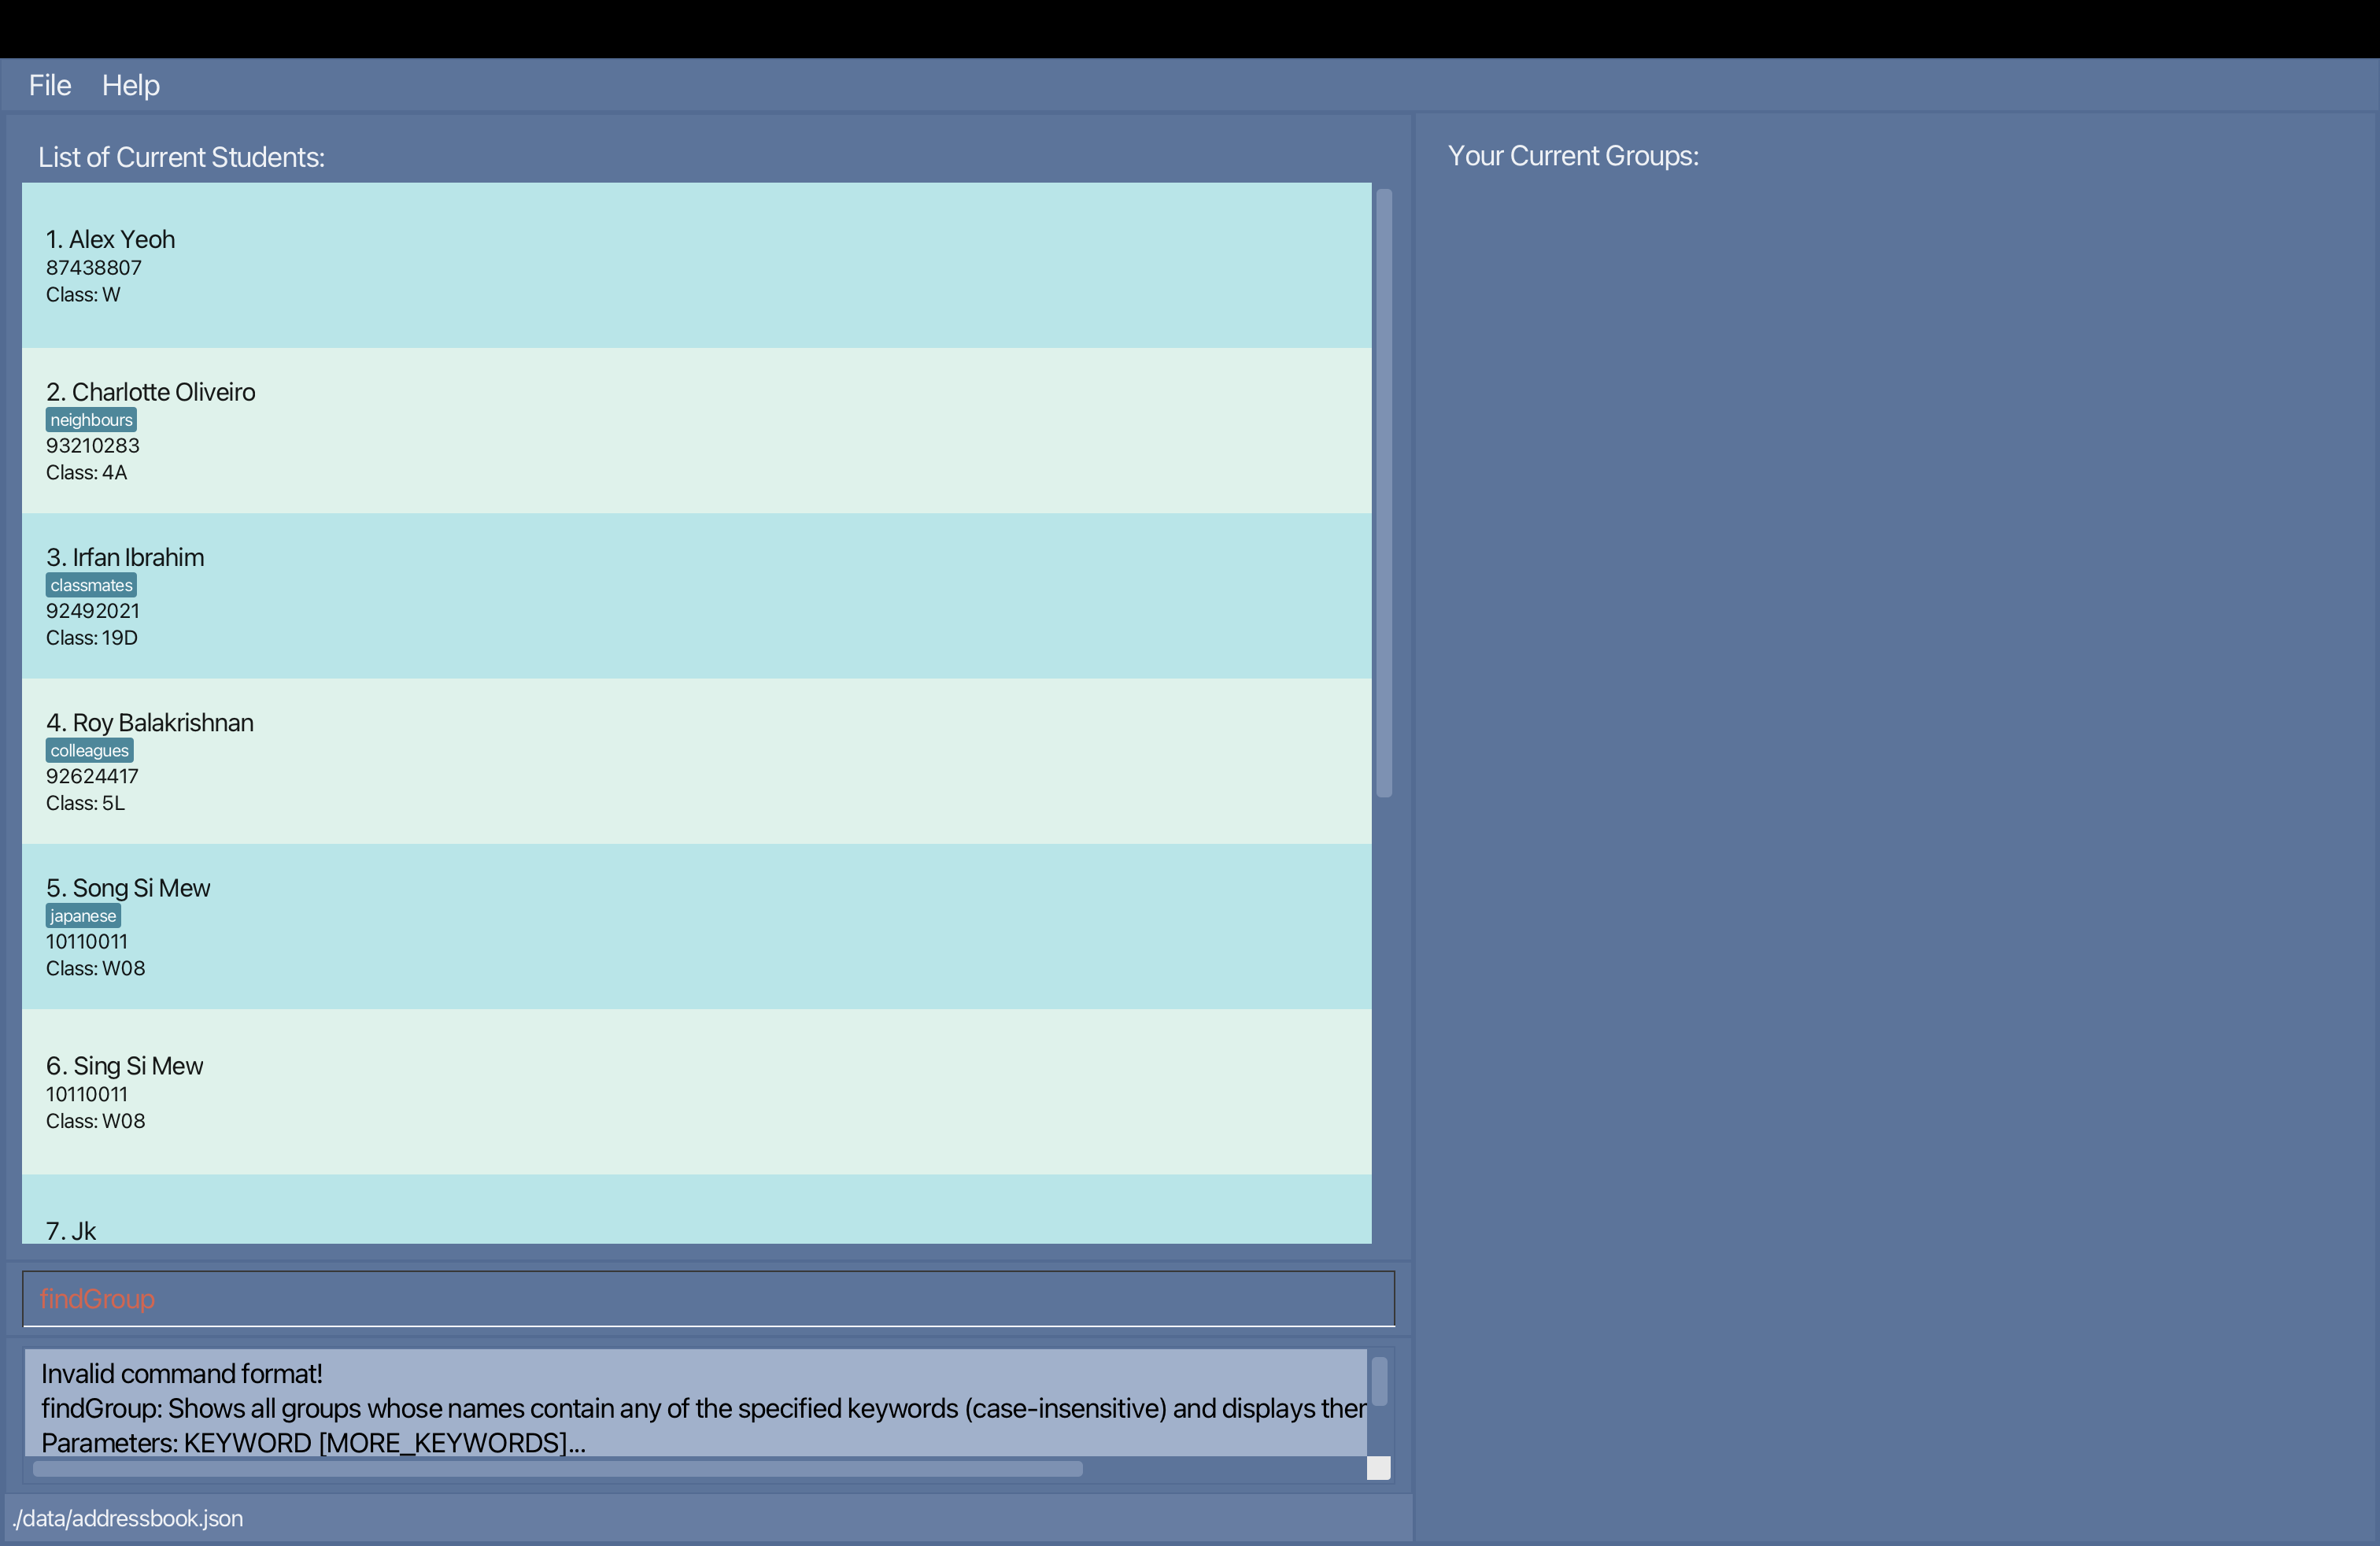 File Help
List of Current Students:
1. Alex Yeoh
87438807
Class: W
2. Charlotte Oliveiro
neighbours
93210283
Class: 4A
3. Irfan Ibrahim
classmates
92492021
Class: 19D
4. Roy Balakrishnan
colleagues
92624417
Class: 5L
5. Song Si Mew
japanese
10110011
Class: W08
6. Sing Si Mew
10110011
Class: W08
7. Jk
findGroup
Invalid command format!
findGroup: Shows all groups whose names contain any of the specified keywords (case-insensitive) and displays
Parameters: KEYWORD [MORE_KEYWORDS]...
./data/addressbook.json
Your Current Groups: